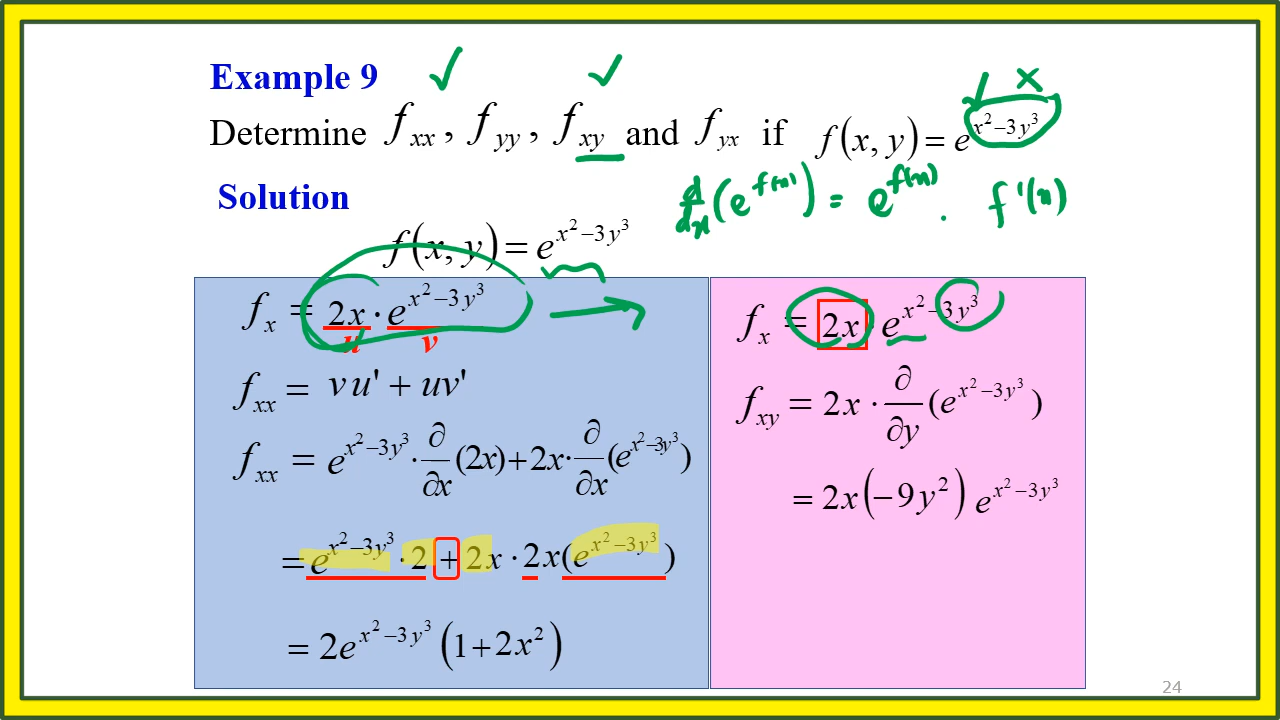 Example 9
Determine f_xx , f_yy , f_xy and f_yx if f(x, y) = e^(x²−3y³)
Solution
d/dx (e^f(x)) = e^f(x) . f'(x)
f(x, y) = e^(x²−3y³)
f_x = 2x · e^(x²−3y³)
u v
f_xx = vu' + uv'
f_xx = e^(x²−3y³) · ∂/∂x (2x) + 2x · ∂/∂x (e^(x²−3y³))
= e^(x²−3y³) · 2 + 2x · 2x(e^(x²−3y³))
= 2e^(x²−3y³) (1 + 2x²)
f_x = 2x · e^(x²−3y³)
f_xy = 2x · ∂/∂y (e^(x²−3y³))
= 2x(−9y²) e^(x²−3y³)
24